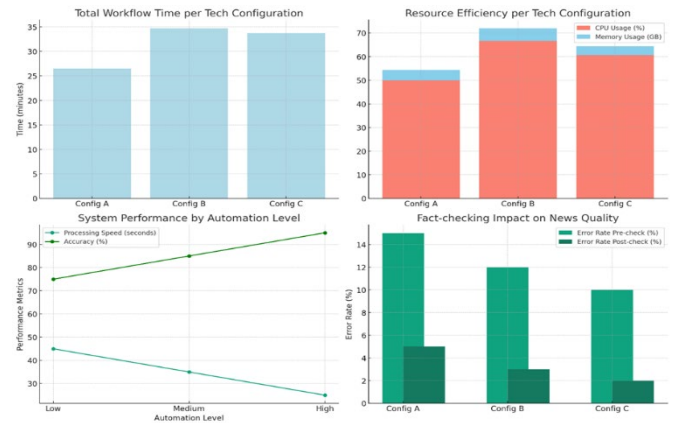 Total Workflow Time per Tech Configuration
Time (minutes)
35
30
25
20
15
10
5
0
Config A
Config B
Config C
Resource Efficiency per Tech Configuration
CPU Usage (%)
Memory Usage (GB)
70
60
50
40
30
20
10
0
Config A
Config B
Config C
System Performance by Automation Level
Processing Speed (seconds)
Accuracy (%)
Performance Metrics
90
80
70
60
50
40
30
Low
Medium
High
Automation Level
Fact-checking Impact on News Quality
Error Rate Pre-check (%)
Error Rate Post-check (%)
Error Rate (%)
14
12
10
8
6
4
2
0
Config A
Config B
Config C